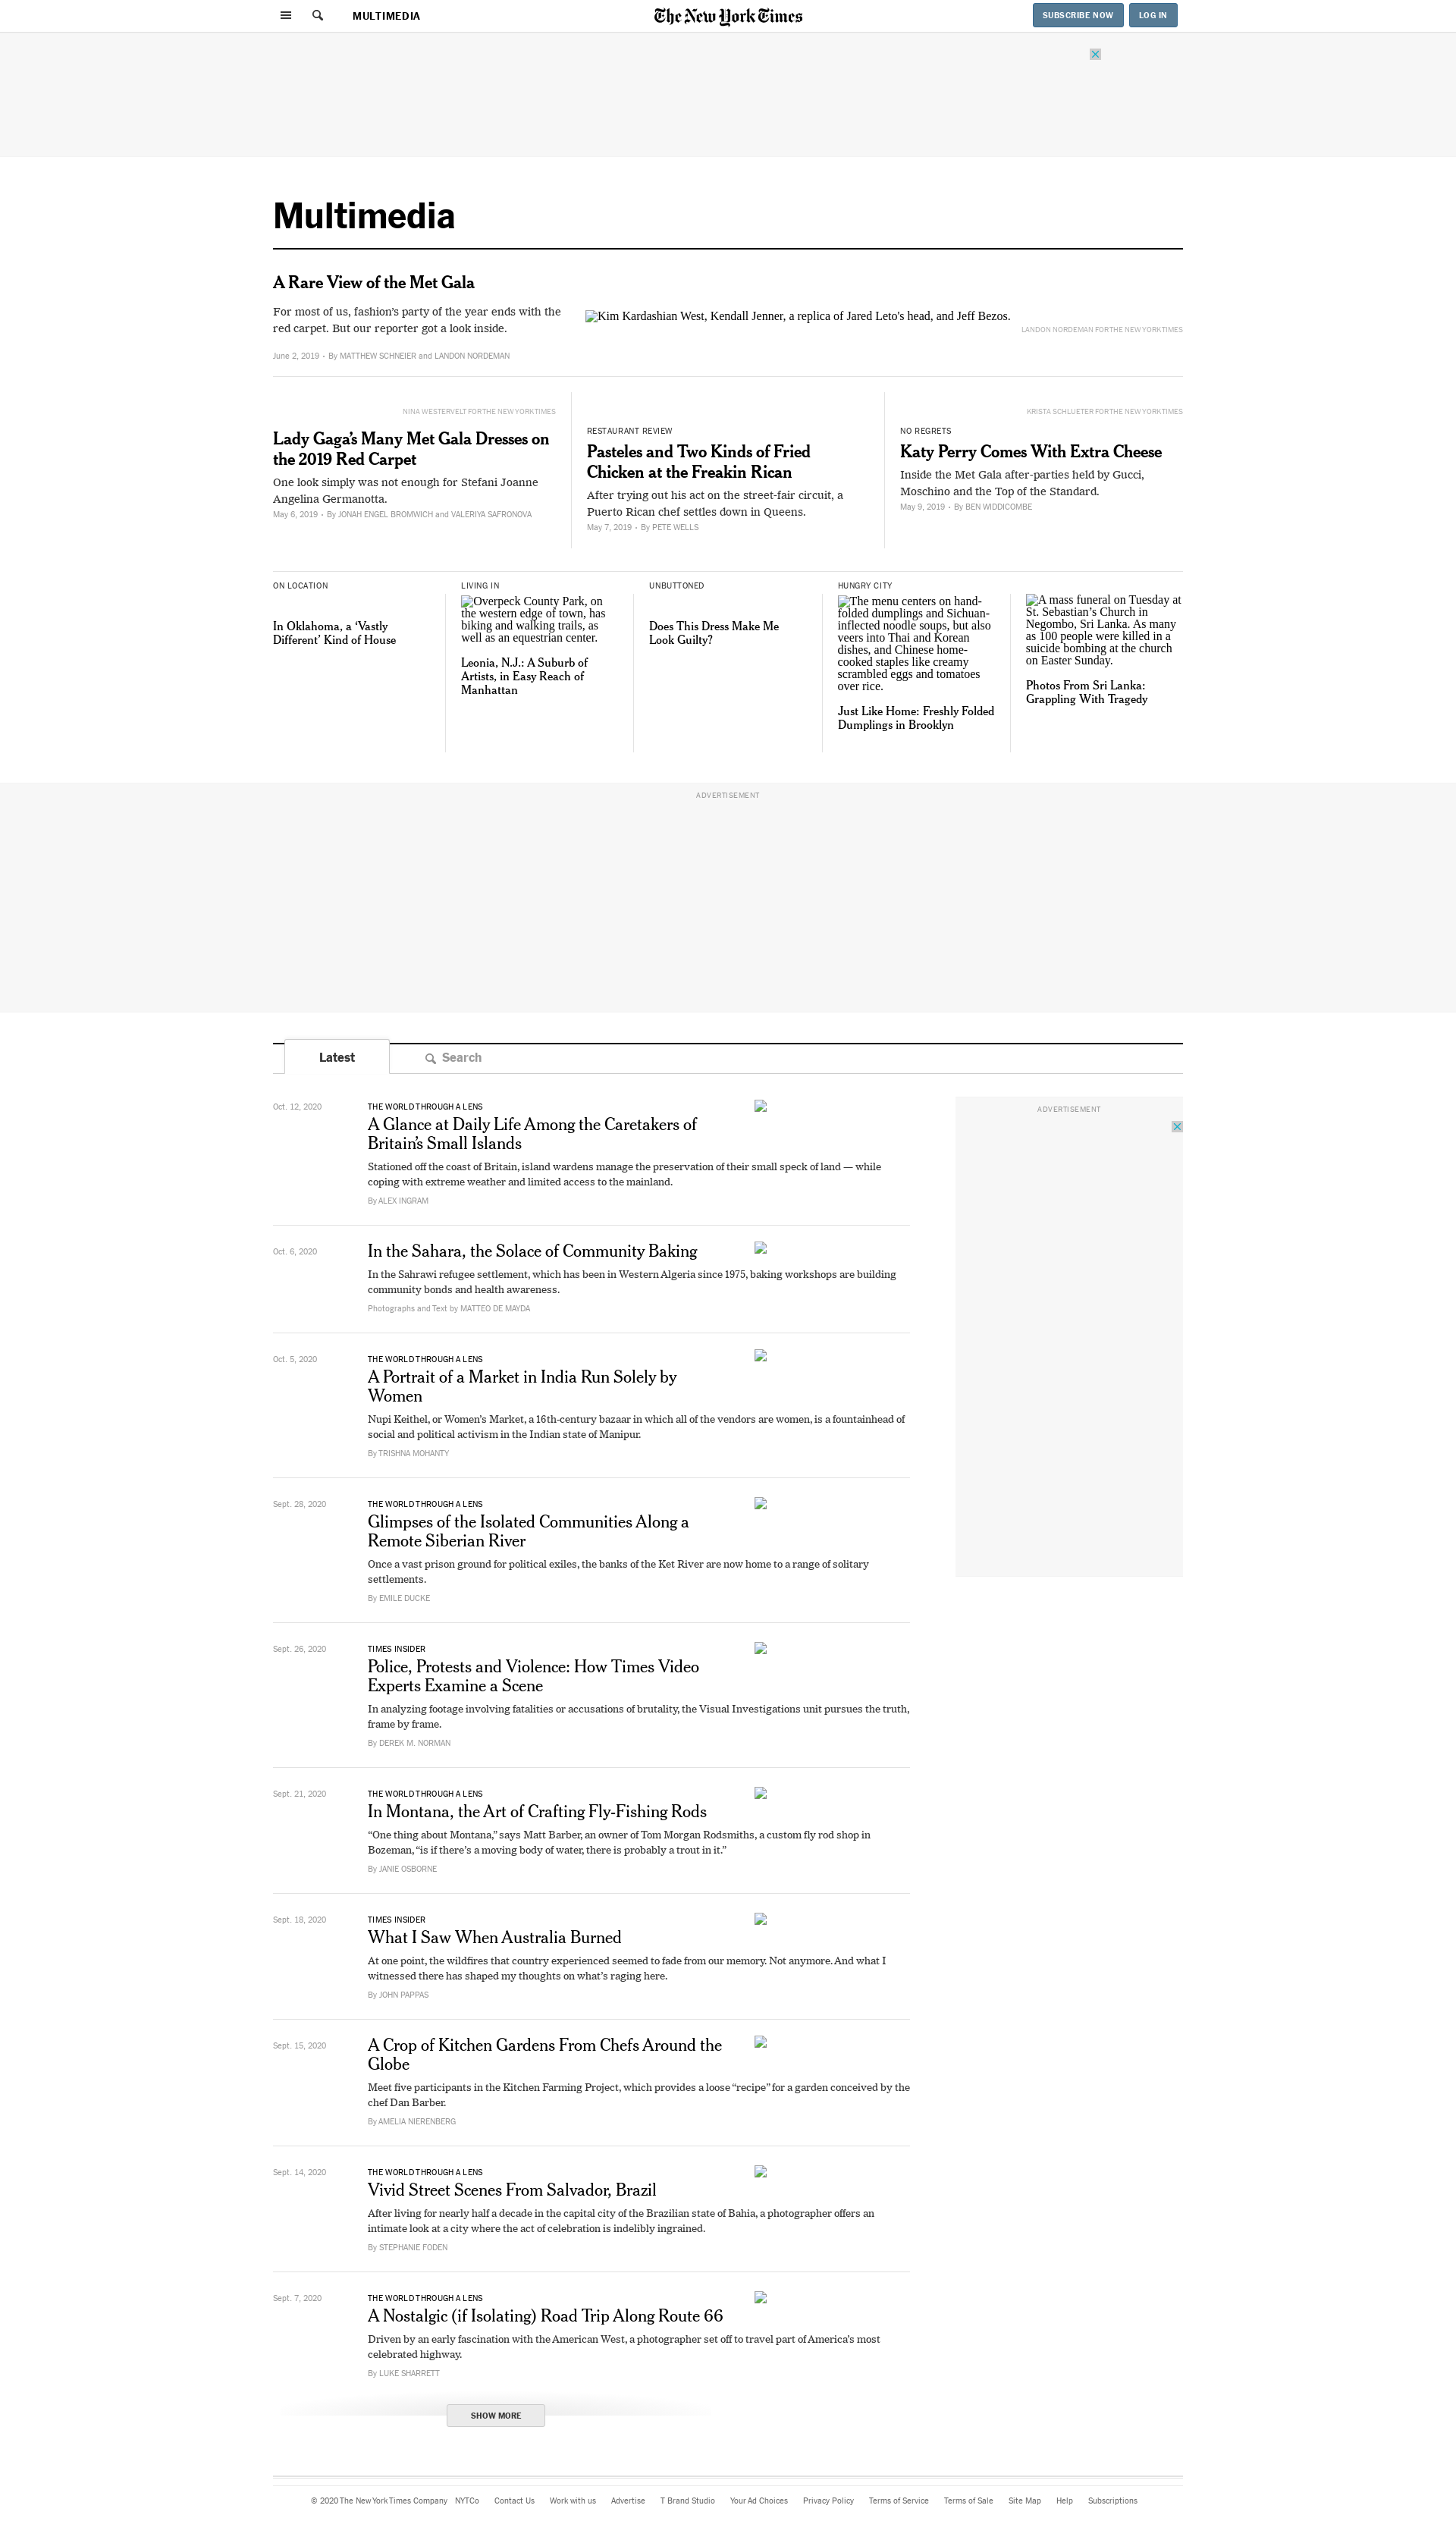 MULTIMEDIA
The New York Times
SUBSCRIBE NOW
LOG IN
Multimedia
A Rare View of the Met Gala
For most of us, fashion's party of the year ends with the
red carpet. But our reporter got a look inside.
June 2, 2019 • By MATTHEW SCHNEIER and LANDON NORDEMAN
Kim Kardashian West, Kendall Jenner, a replica of Jared Leto's head, and Jeff Bezos.
LANDON NORDEMAN FOR THE NEW YORK TIMES
NINA WESTERVELT FOR THE NEW YORK TIMES
Lady Gaga's Many Met Gala Dresses on
the 2019 Red Carpet
One look simply was not enough for Stefani Joanne
Angelina Germanotta.
May 6, 2019 • By JONAH ENGEL BROMWICH and VALERIYA SAFRONOVA
RESTAURANT REVIEW
Pasteles and Two Kinds of Fried
Chicken at the Freakin Rican
After trying out his act on the street-fair circuit, a
Puerto Rican chef settles down in Queens.
May 7, 2019 • By PETE WELLS
KRISTA SCHLUETER FOR THE NEW YORK TIMES
NO REGRETS
Katy Perry Comes With Extra Cheese
Inside the Met Gala after-parties held by Gucci,
Moschino and the Top of the Standard.
May 9, 2019 • By BEN WIDDICOMBE
ON LOCATION
In Oklahoma, a ‘Vastly
Different’ Kind of House
LIVING IN
Overpeck County Park, on
the western edge of town, has
biking and walking trails, as
well as an equestrian center.
Leonia, N.J.: A Suburb of
Artists, in Easy Reach of
Manhattan
UNBUTTONED
Does This Dress Make Me
Look Guilty?
HUNGRY CITY
The menu centers on hand-
folded dumplings and Sichuan-
inflected noodle soups, but also
veers into Thai and Korean
dishes, and Chinese home-
cooked staples like creamy
scrambled eggs and tomatoes
over rice.
Just Like Home: Freshly Folded
Dumplings in Brooklyn
A mass funeral on Tuesday at
St. Sebastian’s Church in
Negombo, Sri Lanka. As many
as 100 people were killed in a
suicide bombing at the church
on Easter Sunday.
Photos From Sri Lanka:
Grappling With Tragedy
ADVERTISEMENT
Latest
Search
ADVERTISEMENT
Oct. 12, 2020
THE WORLD THROUGH A LENS
A Glance at Daily Life Among the Caretakers of
Britain’s Small Islands
Stationed off the coast of Britain, island wardens manage the preservation of their small speck of land — while
coping with extreme weather and limited access to the mainland.
By ALEX INGRAM
Oct. 6, 2020
In the Sahara, the Solace of Community Baking
In the Sahrawi refugee settlement, which has been in Western Algeria since 1975, baking workshops are building
community bonds and health awareness.
Photographs and Text by MATTEO DE MAYDA
Oct. 5, 2020
THE WORLD THROUGH A LENS
A Portrait of a Market in India Run Solely by
Women
Nupi Keithel, or Women’s Market, a 16th-century bazaar in which all of the vendors are women, is a fountainhead of
social and political activism in the Indian state of Manipur.
By TRISHNA MOHANTY
Sept. 28, 2020
THE WORLD THROUGH A LENS
Glimpses of the Isolated Communities Along a
Remote Siberian River
Once a vast prison ground for political exiles, the banks of the Ket River are now home to a range of solitary
settlements.
By EMILE DUCKE
Sept. 26, 2020
TIMES INSIDER
Police, Protests and Violence: How Times Video
Experts Examine a Scene
In analyzing footage involving fatalities or accusations of brutality, the Visual Investigations unit pursues the truth,
frame by frame.
By DEREK M. NORMAN
Sept. 21, 2020
THE WORLD THROUGH A LENS
In Montana, the Art of Crafting Fly-Fishing Rods
“One thing about Montana,” says Matt Barber, an owner of Tom Morgan Rodsmiths, a custom fly rod shop in
Bozeman, “is if there’s a moving body of water, there is probably a trout in it.”
By JANIE OSBORNE
Sept. 18, 2020
TIMES INSIDER
What I Saw When Australia Burned
At one point, the wildfires that country experienced seemed to fade from our memory. Not anymore. And what I
witnessed there has shaped my thoughts on what’s raging here.
By JOHN PAPPAS
Sept. 15, 2020
A Crop of Kitchen Gardens From Chefs Around the
Globe
Meet five participants in the Kitchen Farming Project, which provides a loose “recipe” for a garden conceived by the
chef Dan Barber.
By AMELIA NIERENBERG
Sept. 14, 2020
THE WORLD THROUGH A LENS
Vivid Street Scenes From Salvador, Brazil
After living for nearly half a decade in the capital city of the Brazilian state of Bahia, a photographer offers an
intimate look at a city where the act of celebration is indelibly ingrained.
By STEPHANIE FODEN
Sept. 7, 2020
THE WORLD THROUGH A LENS
A Nostalgic (if Isolating) Road Trip Along Route 66
Driven by an early fascination with the American West, a photographer set off to travel part of America’s most
celebrated highway.
By LUKE SHARRETT
SHOW MORE
© 2020 The New York Times Company NYTCo Contact Us Work with us Advertise T Brand Studio Your Ad Choices Privacy Policy Terms of Service Terms of Sale Site Map Help Subscriptions